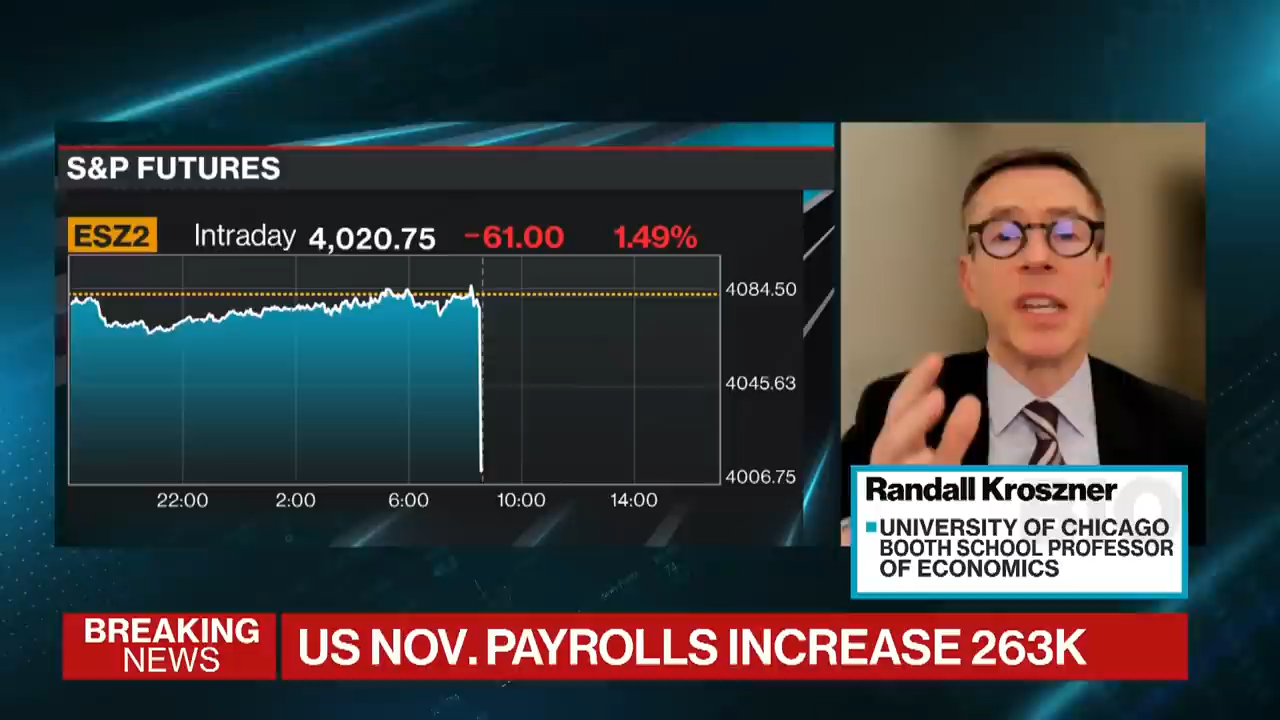 S&P FUTURES
ESZ2 Intraday 4,020.75 -61.00 1.49%
4084.50
4045.63
4006.75
22:00 2:00 6:00 10:00 14:00
Randall Kroszner
UNIVERSITY OF CHICAGO
BOOTH SCHOOL PROFESSOR
OF ECONOMICS
BREAKING
NEWS
US NOV. PAYROLLS INCREASE 263K